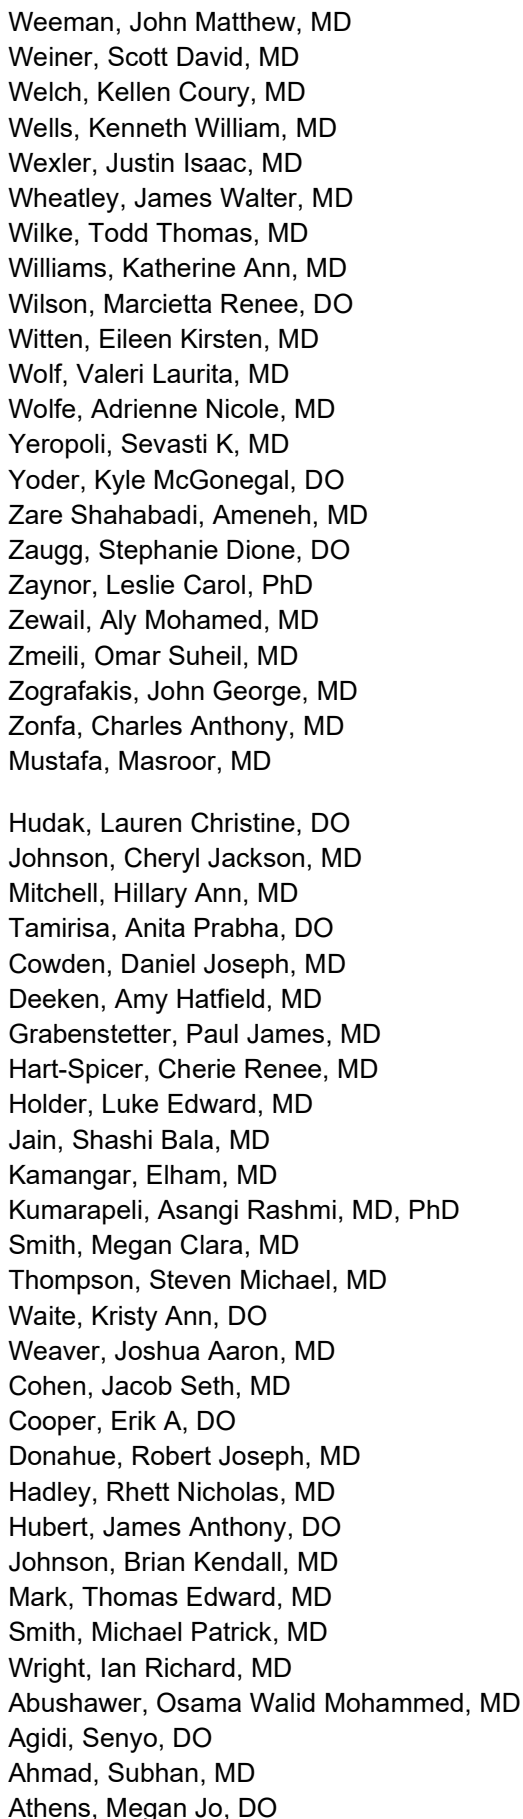 Weeman, John Matthew, MD
Weiner, Scott David, MD
Welch, Kellen Coury, MD
Wells, Kenneth William, MD
Wexler, Justin Isaac, MD
Wheatley, James Walter, MD
Wilke, Todd Thomas, MD
Williams, Katherine Ann, MD
Wilson, Marcietta Renee, DO
Witten, Eileen Kirsten, MD
Wolf, Valeri Laurita, MD
Wolfe, Adrienne Nicole, MD
Yeropoli, Sevasti K, MD
Yoder, Kyle McGonegal, DO
Zare Shahabadi, Ameneh, MD
Zaugg, Stephanie Dione, DO
Zaynor, Leslie Carol, PhD
Zewail, Aly Mohamed, MD
Zmeili, Omar Suheil, MD
Zografakis, John George, MD
Zonfa, Charles Anthony, MD
Mustafa, Masroor, MD
Hudak, Lauren Christine, DO
Johnson, Cheryl Jackson, MD
Mitchell, Hillary Ann, MD
Tamirisa, Anita Prabha, DO
Cowden, Daniel Joseph, MD
Deeken, Amy Hatfield, MD
Grabenstetter, Paul James, MD
Hart-Spicer, Cherie Renee, MD
Holder, Luke Edward, MD
Jain, Shashi Bala, MD
Kamangar, Elham, MD
Kumarapeli, Asangi Rashmi, MD, PhD
Smith, Megan Clara, MD
Thompson, Steven Michael, MD
Waite, Kristy Ann, DO
Weaver, Joshua Aaron, MD
Cohen, Jacob Seth, MD
Cooper, Erik A, DO
Donahue, Robert Joseph, MD
Hadley, Rhett Nicholas, MD
Hubert, James Anthony, DO
Johnson, Brian Kendall, MD
Mark, Thomas Edward, MD
Smith, Michael Patrick, MD
Wright, Ian Richard, MD
Abushawer, Osama Walid Mohammed, MD
Agidi, Senyo, DO
Ahmad, Subhan, MD
Athens, Megan Jo, DO